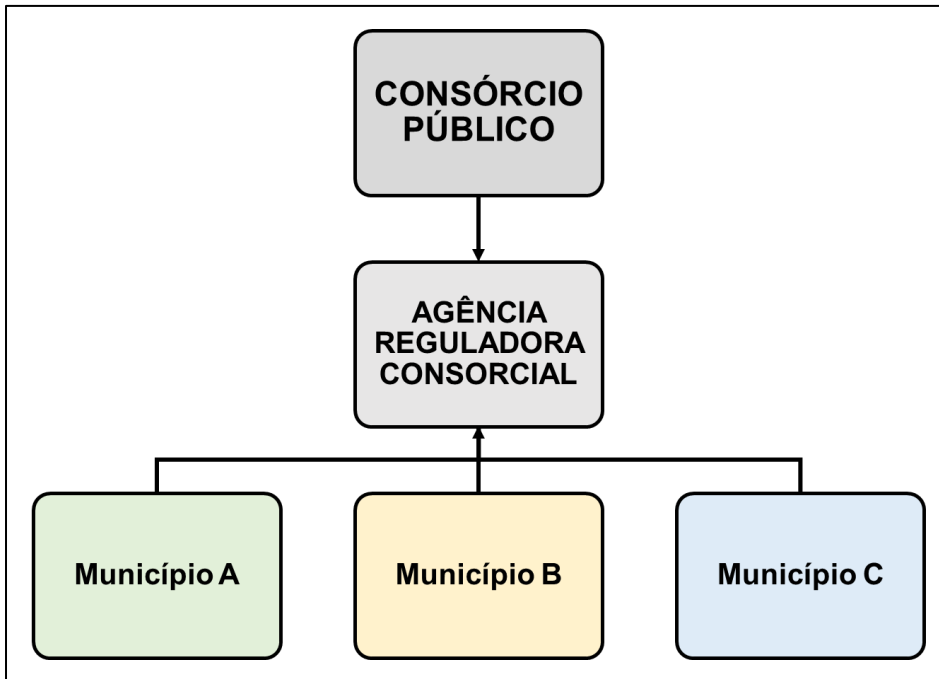 CONSÓRCIO
PÚBLICO
AGÊNCIA
REGULADORA
CONSORCIAL
Município A
Município B
Município C